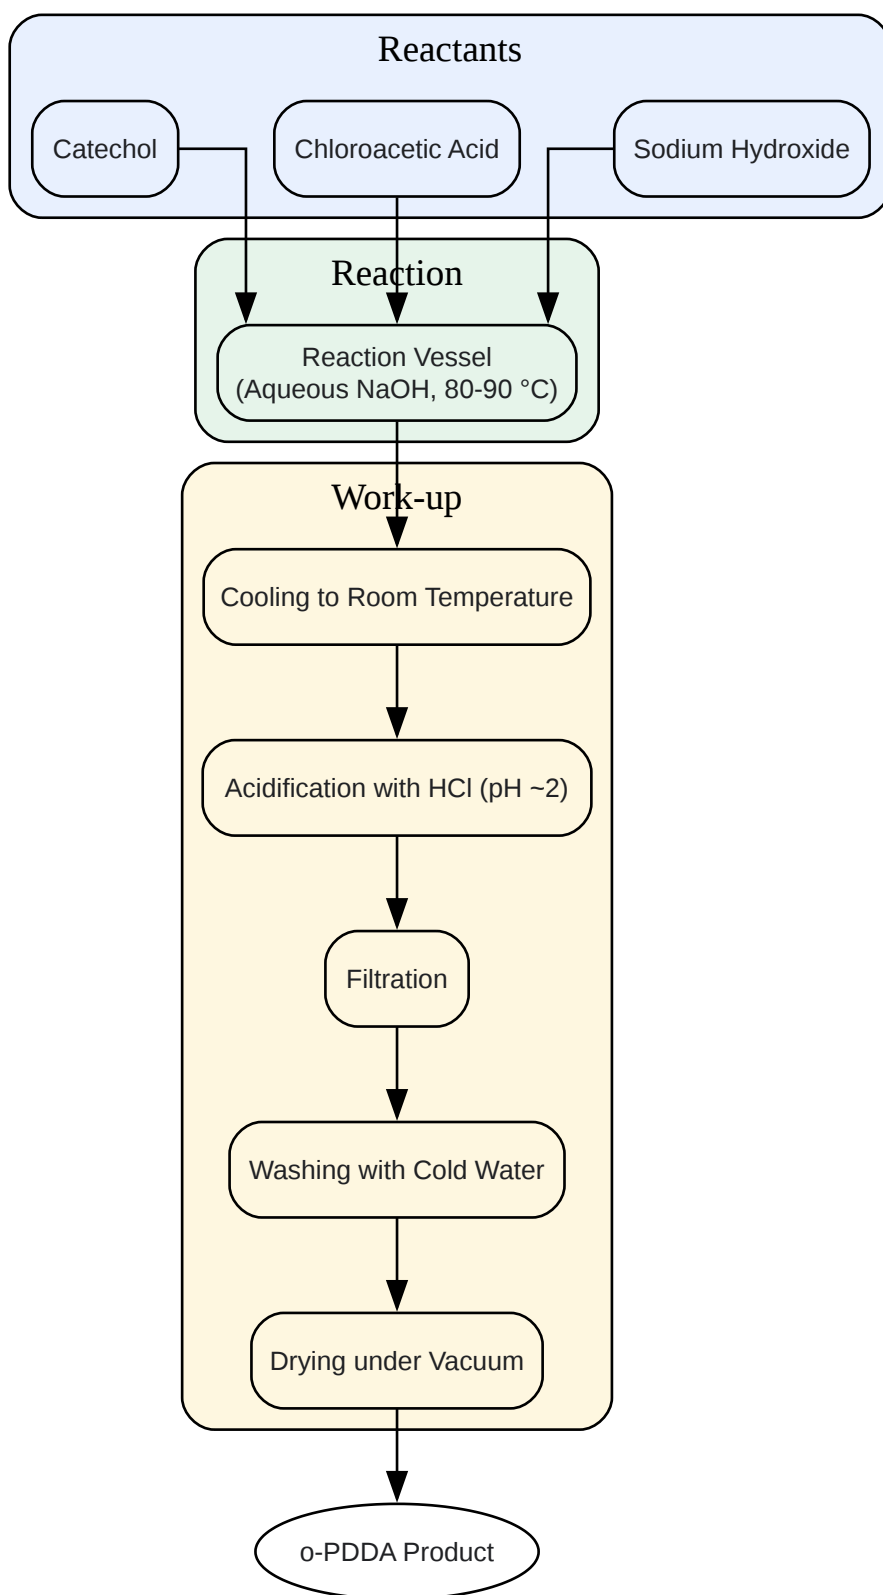 Reactants
Catechol
Chloroacetic Acid
Sodium Hydroxide
Reaction
Reaction Vessel
(Aqueous NaOH, 80-90 °C)
Work-up
Cooling to Room Temperature
Acidification with HCl (pH ~2)
Filtration
Washing with Cold Water
Drying under Vacuum
o-PDDA Product